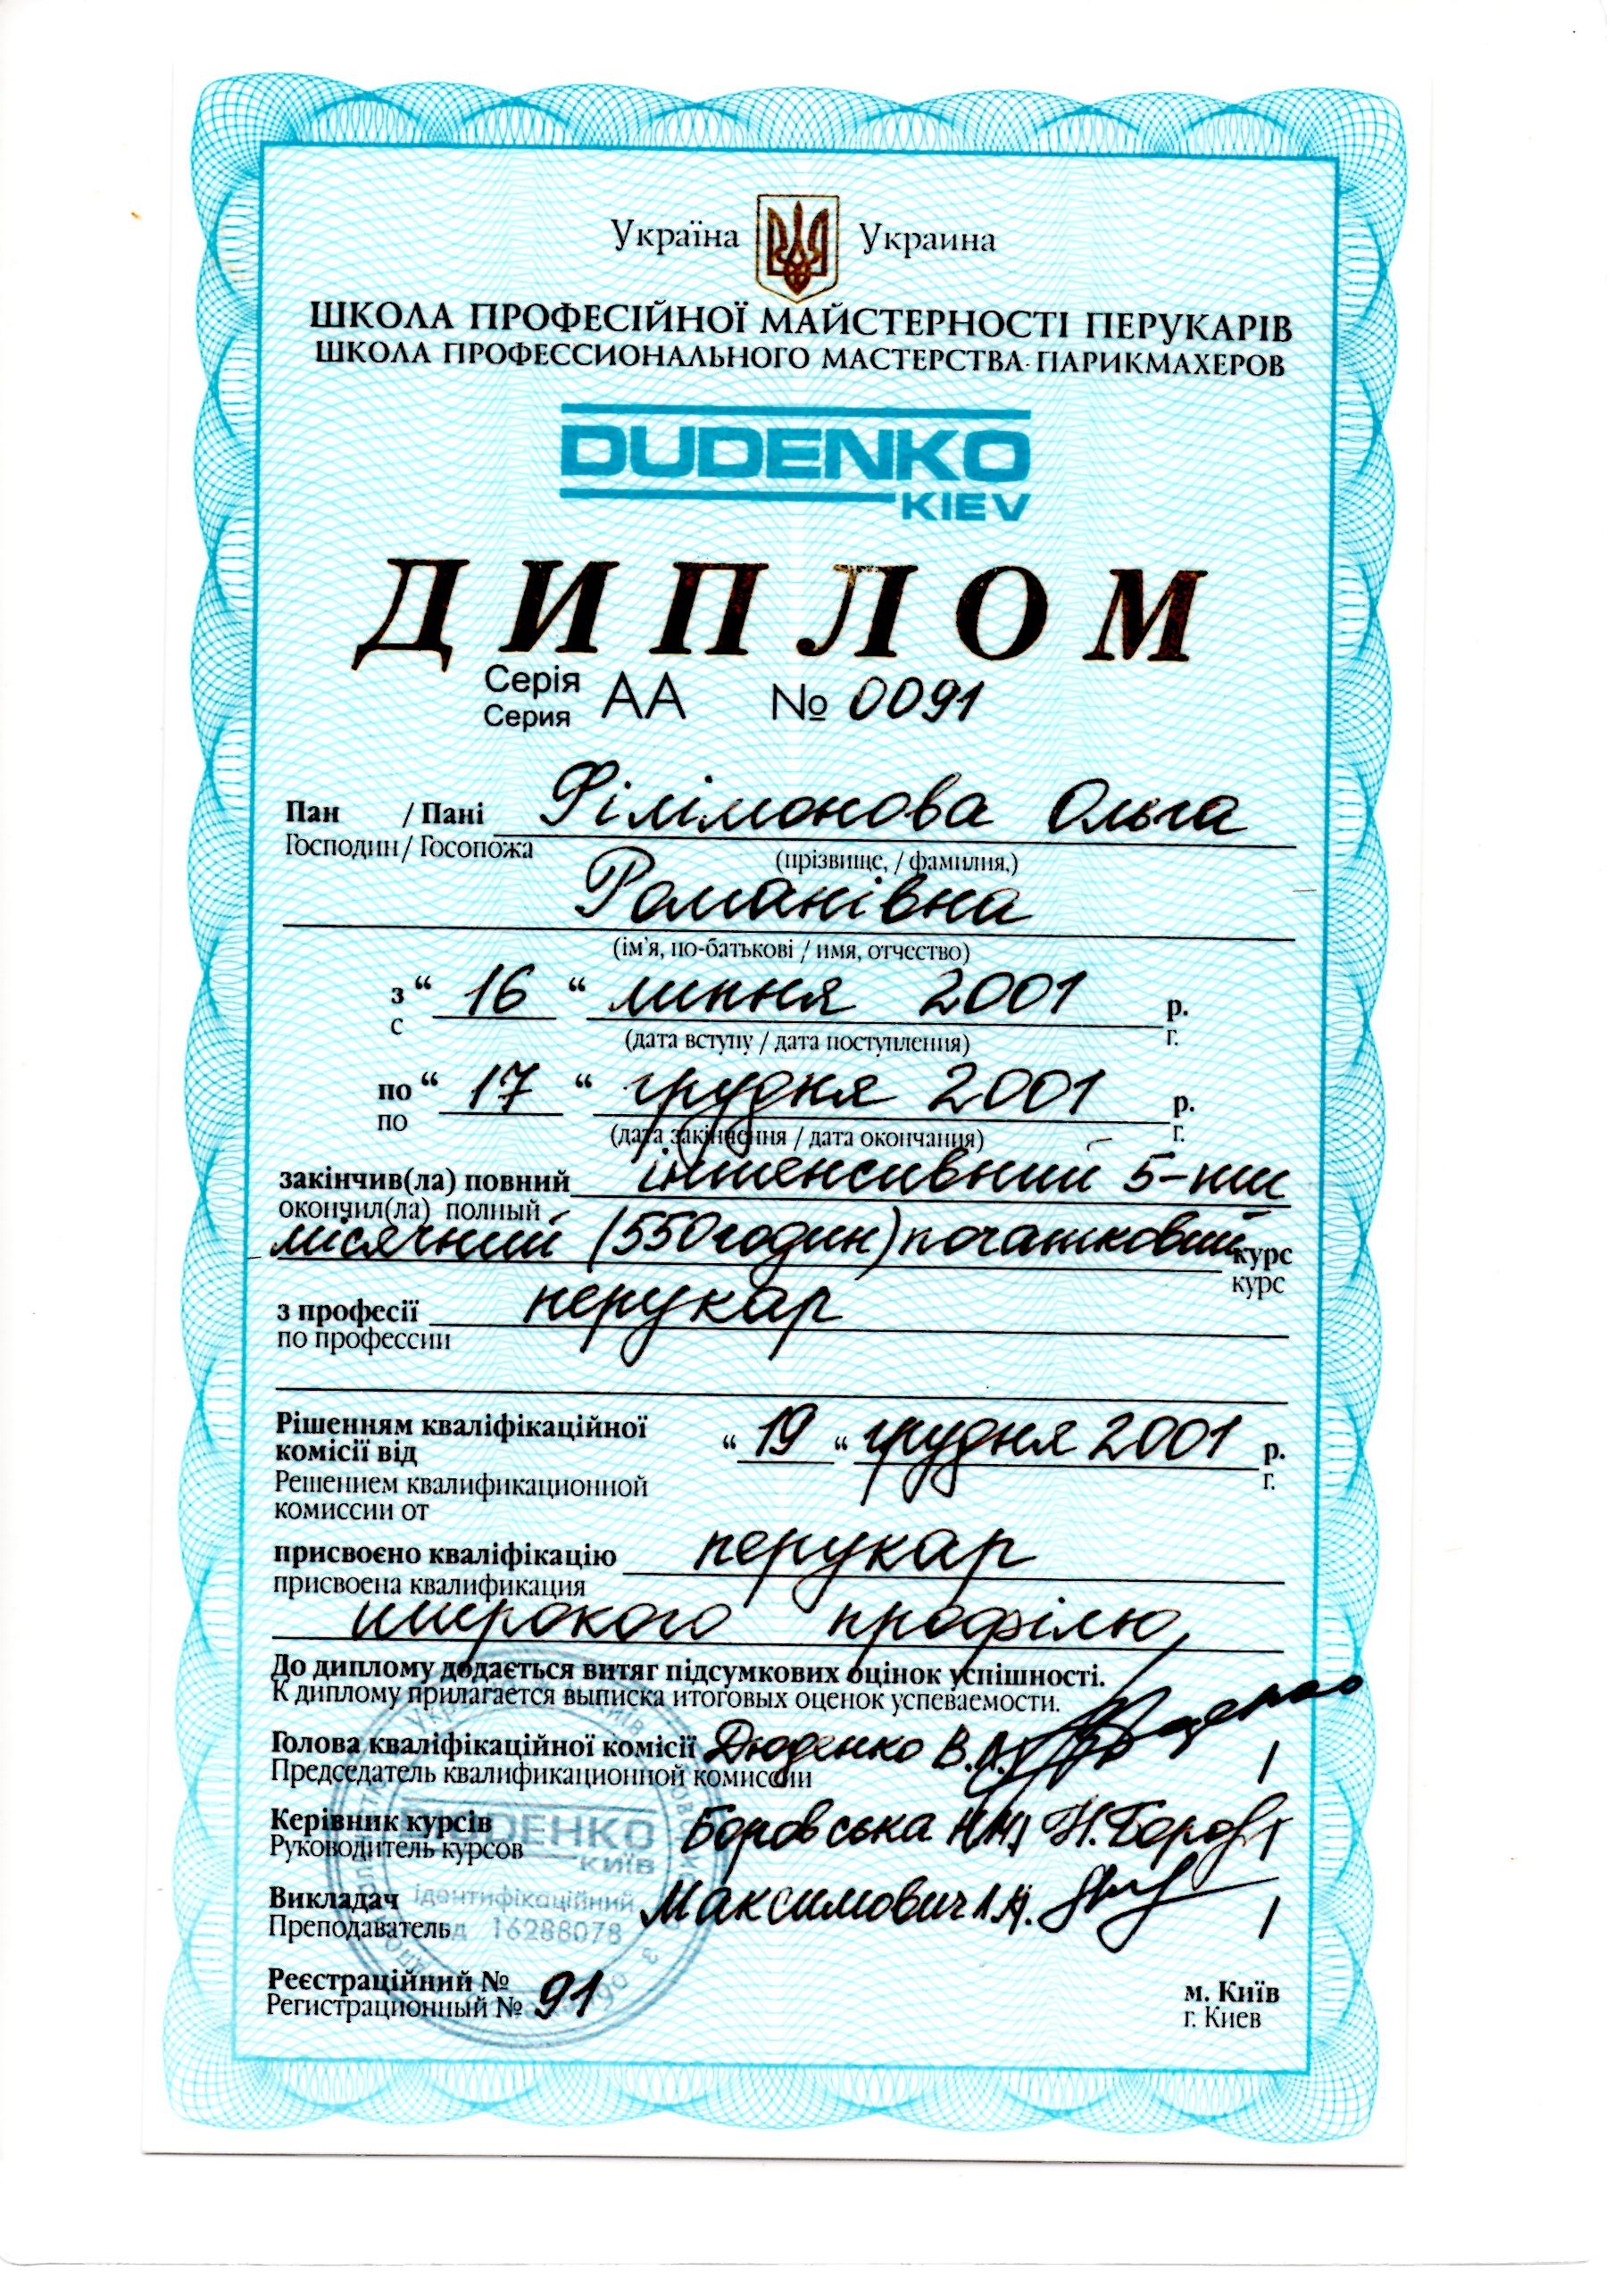 Україна Украина
ШКОЛА ПРОФЕСІЙНОЇ МАЙСТЕРНОСТІ ПЕРУКАРІВ
ШКОЛА ПРОФЕССИОНАЛЬНОГО МАСТЕРСТВА ПАРИКМАХЕРОВ
DUDENKO
KIEV
ДИПЛОМ
Серія АА № 0091
Серия
Пан / Пані Філімонова Ольга
Господин / Госопожа (прізвище, / фамилия,)
Романівна
(ім'я, по-батькові / имя, отчество)
з “ 16 “ липня 2001 р.
с (дата вступу / дата поступления) г.
по “ 17 “ грудня 2001 р.
по (дата закінчення / дата окончания) г.
закінчив(ла) повний інтенсивний 5-ти
окончил(ла) полный
місячний (550 годин) початковий курс
курс
з професії перукар
по профессии
Рішенням кваліфікаційної
комісії від “ 19 “ грудня 2001 р.
Решением квалификационной г.
комиссии от
присвоєно кваліфікацію перукар
присвоена квалификация
широкого профілю
До диплому додається витяг підсумкових оцінок успішності.
К диплому прилагается выписка итоговых оценок успеваемости.
Голова кваліфікаційної комісії Дюденко В.А.
Председатель квалификационной комиссии
Керівник курсів Боровська Н.М. Н.Боров
Руководитель курсов
Викладач Максимович Л.Я.
Преподаватель
ДЕНКО
київ
ідентифікаційний
16288078
Реєстраційний № 91 м. Київ
Регистрационный № г. Киев